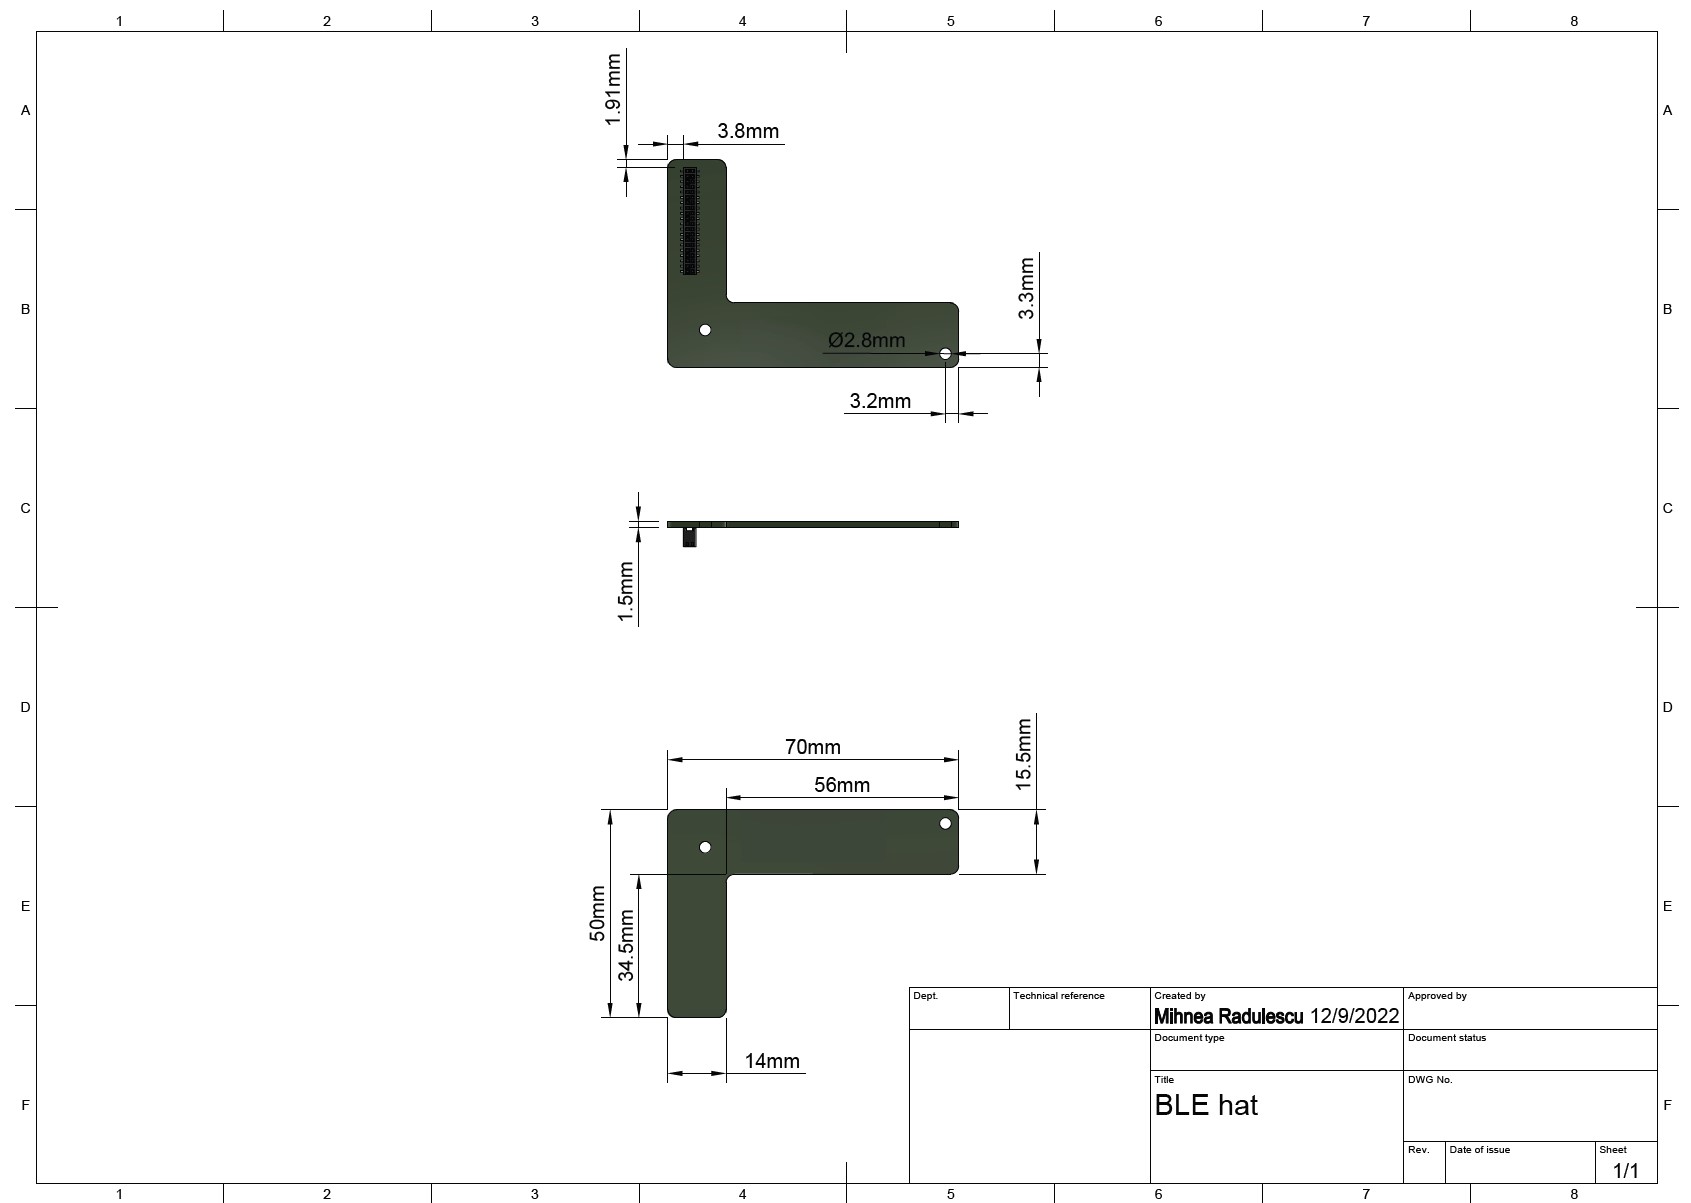 1 2 3 4 5 6 7 8
A A
1.91mm
3.8mm
B B
3.3mm
Ø2.8mm
3.2mm
C C
1.5mm
D D
70mm
15.5mm
56mm
E E
50mm
34.5mm
14mm
Dept. Technical reference Created by Approved by
Mihnea Radulescu 12/9/2022
Document type Document status
Title DWG No.
BLE hat
F F
Rev. Date of issue Sheet
1/1
1 2 3 4 5 6 7 8